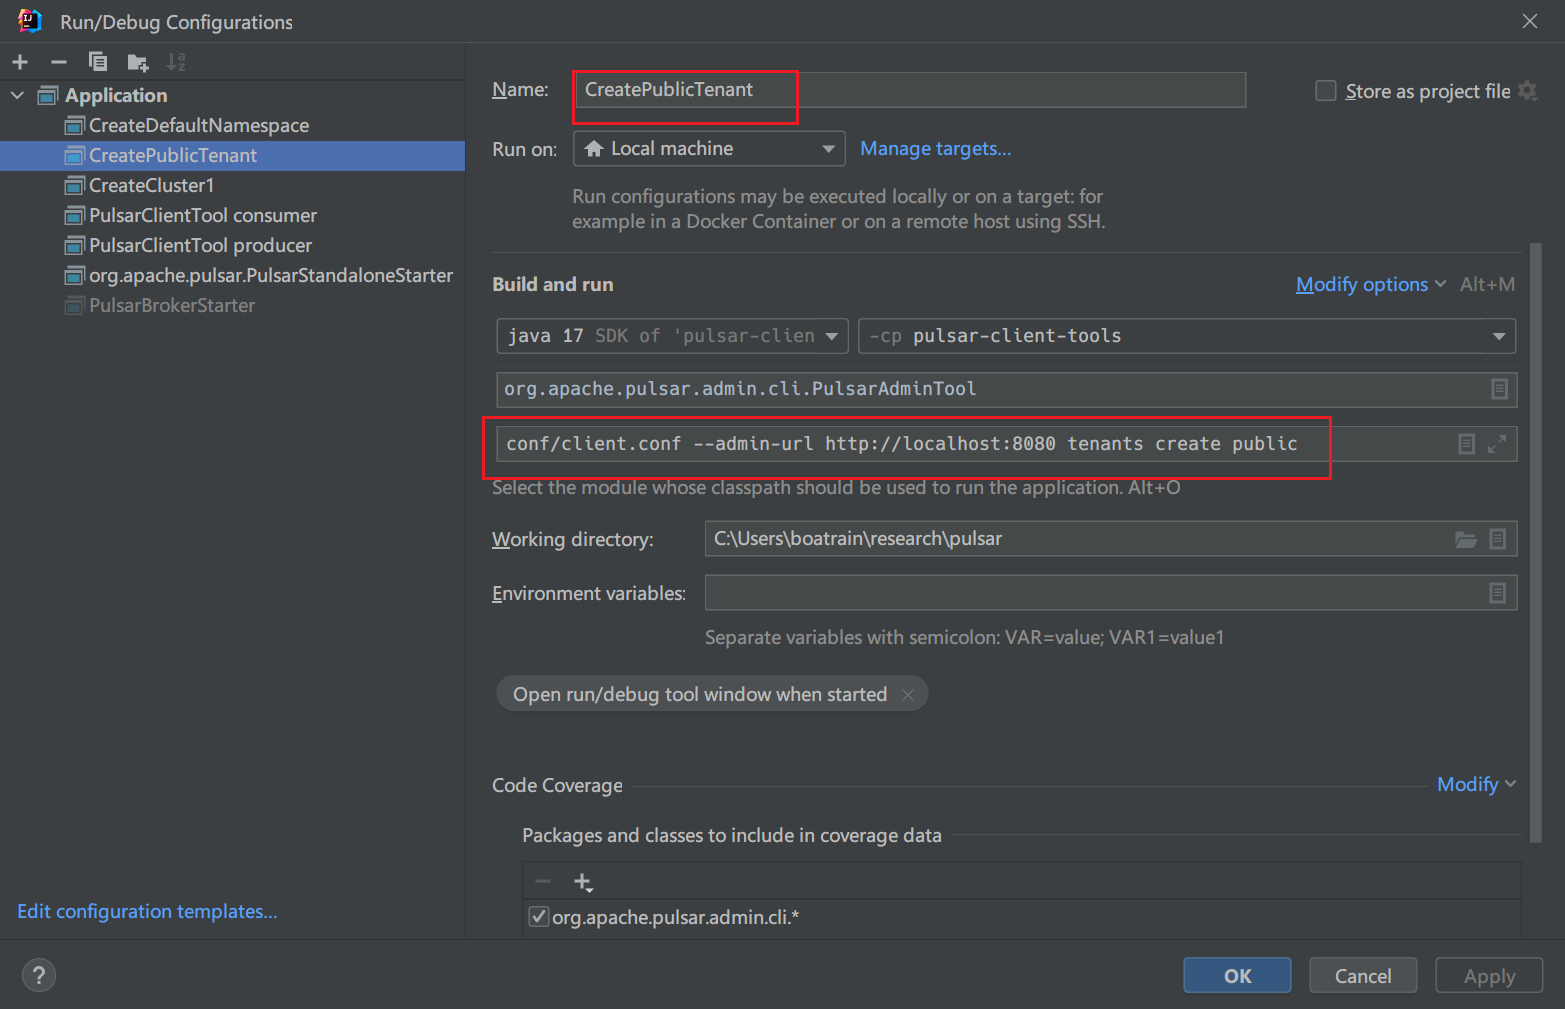 Run/Debug Configurations
Application
CreateDefaultNamespace
CreatePublicTenant
CreateCluster1
PulsarClientTool consumer
PulsarClientTool producer
org.apache.pulsar.PulsarStandaloneStarter
PulsarBrokerStarter
Edit configuration templates...
Name: CreatePublicTenant
Store as project file
Run on: Local machine Manage targets...
Run configurations may be executed locally or on a target: for
example in a Docker Container or on a remote host using SSH.
Build and run Modify options Alt+M
java 17 SDK of 'pulsar-clien -cp pulsar-client-tools
org.apache.pulsar.admin.cli.PulsarAdminTool
conf/client.conf --admin-url http://localhost:8080 tenants create public
Select the module whose classpath should be used to run the application. Alt+O
Working directory: C:\Users\boatrain\research\pulsar
Environment variables:
Separate variables with semicolon: VAR=value; VAR1=value1
Open run/debug tool window when started
Code Coverage Modify
Packages and classes to include in coverage data
org.apache.pulsar.admin.cli.*
? OK Cancel Apply